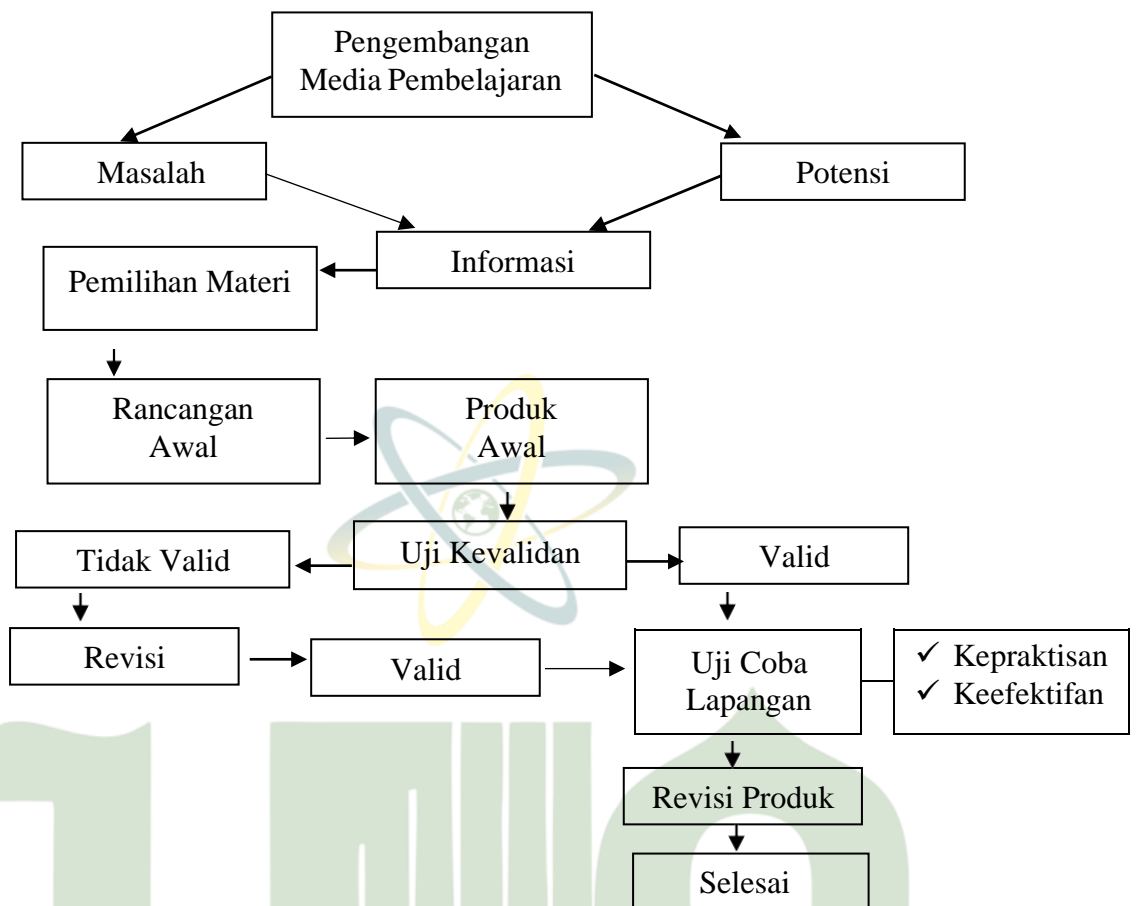 Pengembangan
Media Pembelajaran
Masalah
Potensi
Informasi
Pemilihan Materi
Rancangan
Awal
Produk
Awal
Uji Kevalidan
Tidak Valid
Valid
Revisi
Valid
Uji Coba
Lapangan
✓ Kepraktisan
✓ Keefektifan
Revisi Produk
Selesai